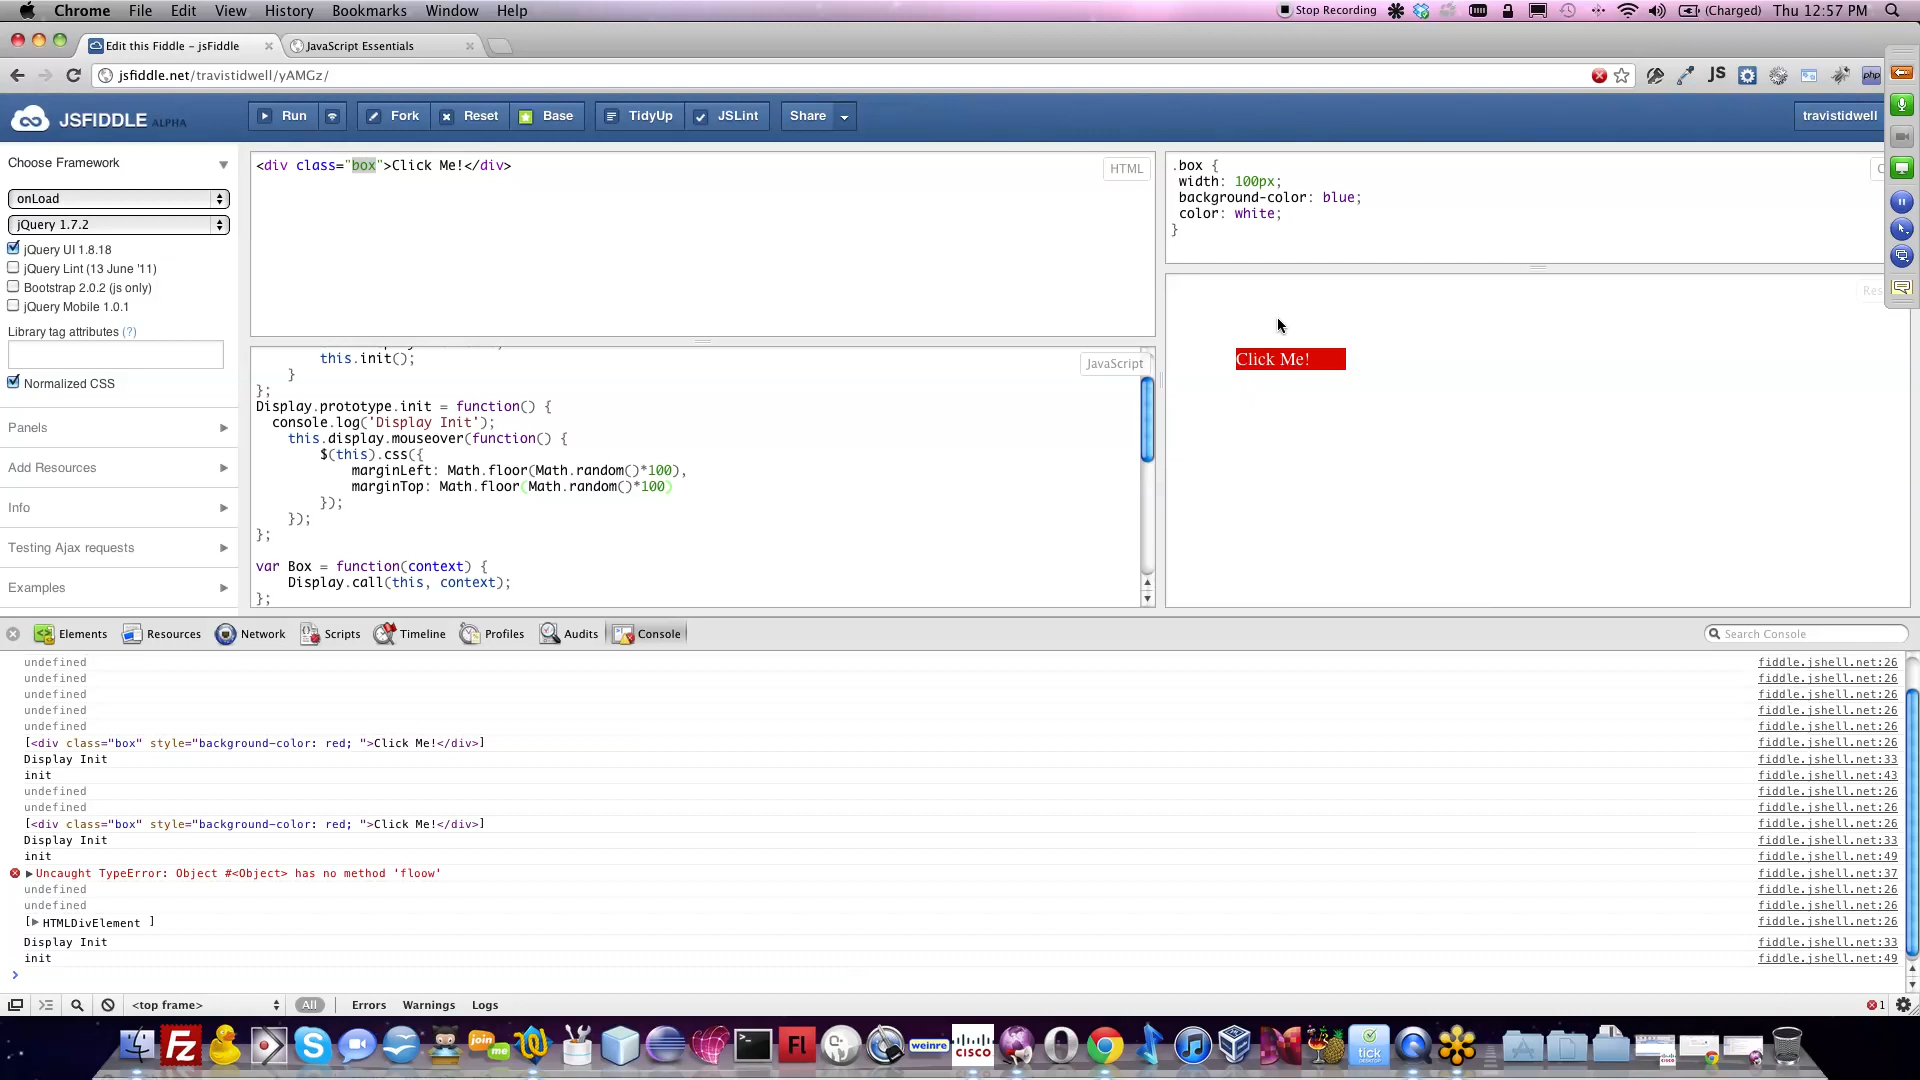 Chrome File Edit View History Bookmarks Window Help Stop Recording (Charged) Thu 12:57 PM
Edit this Fiddle - jsFiddle JavaScript Essentials
jsfiddle.net/travistidwell/yAMGz/ JS php
JSFIDDLE ALPHA Run Fork Reset Base TidyUp JSLint Share travistidwell
Choose Framework
onLoad
jQuery 1.7.2
jQuery UI 1.8.18
jQuery Lint (13 June '11)
Bootstrap 2.0.2 (js only)
jQuery Mobile 1.0.1
Library tag attributes (?)
Normalized CSS
Panels
Add Resources
Info
Testing Ajax requests
Examples
<div class="box">Click Me!</div>
HTML
.box {
width: 100px;
background-color: blue;
color: white;
}
this.init();
}
};
Display.prototype.init = function() {
console.log('Display Init');
this.display.mouseover(function() {
$(this).css({
marginLeft: Math.floor(Math.random()*100),
marginTop: Math.floor(Math.random()*100)
});
});
};
var Box = function(context) {
Display.call(this, context);
};
JavaScript
Click Me!
Elements Resources Network Scripts Timeline Profiles Audits Console Search Console
undefined fiddle.jshell.net:26
undefined fiddle.jshell.net:26
undefined fiddle.jshell.net:26
undefined fiddle.jshell.net:26
undefined fiddle.jshell.net:26
[<div class="box" style="background-color: red; ">Click Me!</div>] fiddle.jshell.net:26
Display Init fiddle.jshell.net:33
init fiddle.jshell.net:43
undefined fiddle.jshell.net:26
undefined fiddle.jshell.net:26
[<div class="box" style="background-color: red; ">Click Me!</div>] fiddle.jshell.net:26
Display Init fiddle.jshell.net:33
init fiddle.jshell.net:49
Uncaught TypeError: Object #<Object> has no method 'floow' fiddle.jshell.net:37
undefined fiddle.jshell.net:26
undefined fiddle.jshell.net:26
[ HTMLDivElement ] fiddle.jshell.net:26
Display Init fiddle.jshell.net:33
init fiddle.jshell.net:49
>
<top frame> All Errors Warnings Logs 1
Fz join me Fl weinre CISCO tick